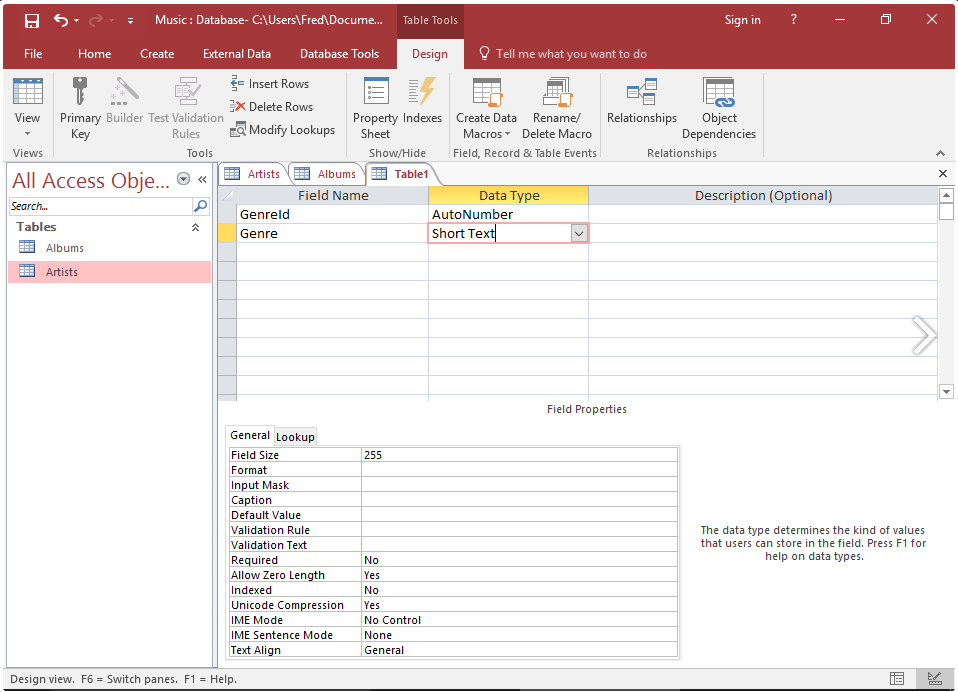 Music : Database- C:\Users\Fred\Docume...
Table Tools
Sign in
?
File
Home
Create
External Data
Database Tools
Design
Tell me what you want to do
View
Views
Primary Key
Builder
Test Validation Rules
Insert Rows
Delete Rows
Modify Lookups
Tools
Property Sheet
Indexes
Show/Hide
Create Data Macros
Rename/ Delete Macro
Field, Record & Table Events
Relationships
Object Dependencies
Relationships
All Access Obje...
Search...
Tables
Albums
Artists
Artists
Albums
Table1
Field Name Data Type Description (Optional)
GenreId AutoNumber
Genre Short Text
Field Properties
General Lookup
Field Size 255
Format
Input Mask
Caption
Default Value
Validation Rule
Validation Text
Required No
Allow Zero Length Yes
Indexed No
Unicode Compression Yes
IME Mode No Control
IME Sentence Mode None
Text Align General
The data type determines the kind of values
that users can store in the field. Press F1 for
help on data types.
Design view. F6 = Switch panes. F1 = Help.